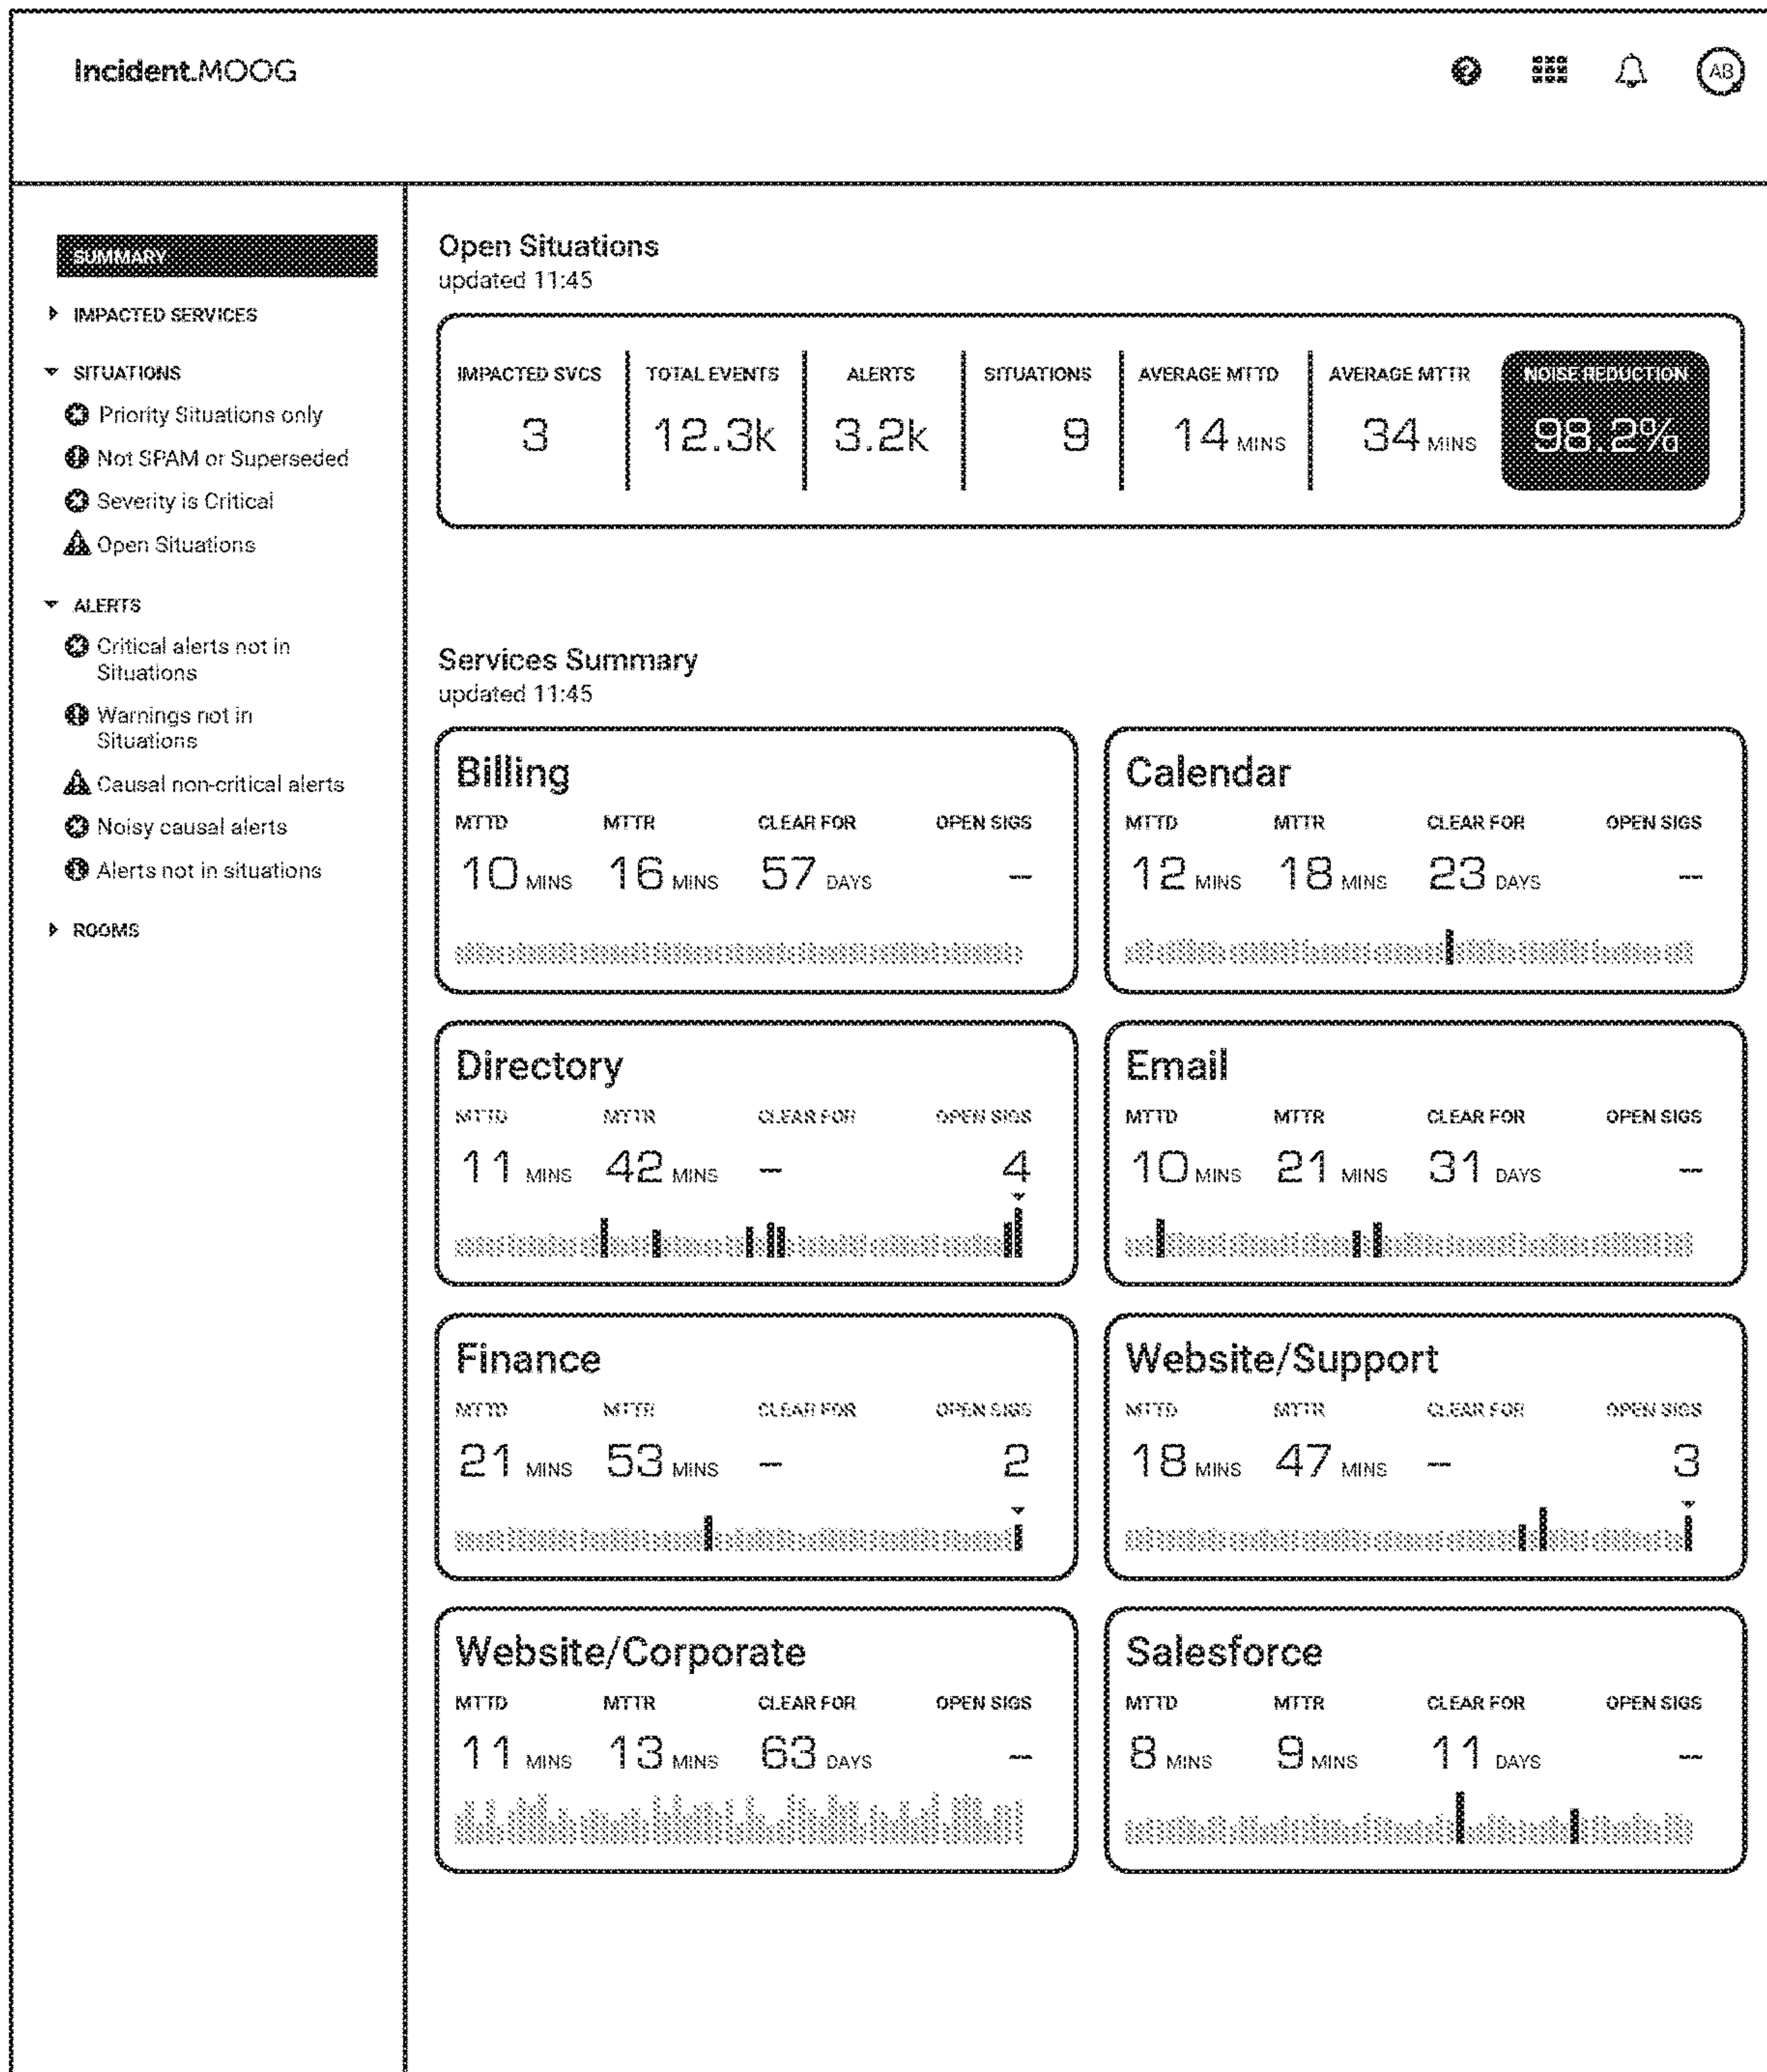 Incident.MOOG
AB
SUMMARY
IMPACTED SERVICES
SITUATIONS
Priority Situations only
Not SPAM or Superseded
Severity is Critical
Open Situations
ALERTS
Critical alerts not in
Situations
Warnings not in
Situations
Causal non-critical alerts
Noisy causal alerts
Alerts not in situations
ROOMS
Open Situations
updated 11:45
IMPACTED SVCS TOTAL EVENTS ALERTS SITUATIONS AVERAGE MTTD AVERAGE MTTR NOISE REDUCTION
3 12.3k 3.2k 9 14 MINS 34 MINS 98.2%
Services Summary
updated 11:45
Billing
MTTD MTTR CLEAR FOR OPEN SIGS
10 MINS 16 MINS 57 DAYS –
Calendar
MTTD MTTR CLEAR FOR OPEN SIGS
12 MINS 18 MINS 23 DAYS –
Directory
MTTD MTTR CLEAR FOR OPEN SIGS
11 MINS 42 MINS – 4
Email
MTTD MTTR CLEAR FOR OPEN SIGS
10 MINS 21 MINS 31 DAYS –
Finance
MTTD MTTR CLEAR FOR OPEN SIGS
21 MINS 53 MINS – 2
Website/Support
MTTD MTTR CLEAR FOR OPEN SIGS
18 MINS 47 MINS – 3
Website/Corporate
MTTD MTTR CLEAR FOR OPEN SIGS
11 MINS 13 MINS 63 DAYS –
Salesforce
MTTD MTTR CLEAR FOR OPEN SIGS
8 MINS 9 MINS 11 DAYS –